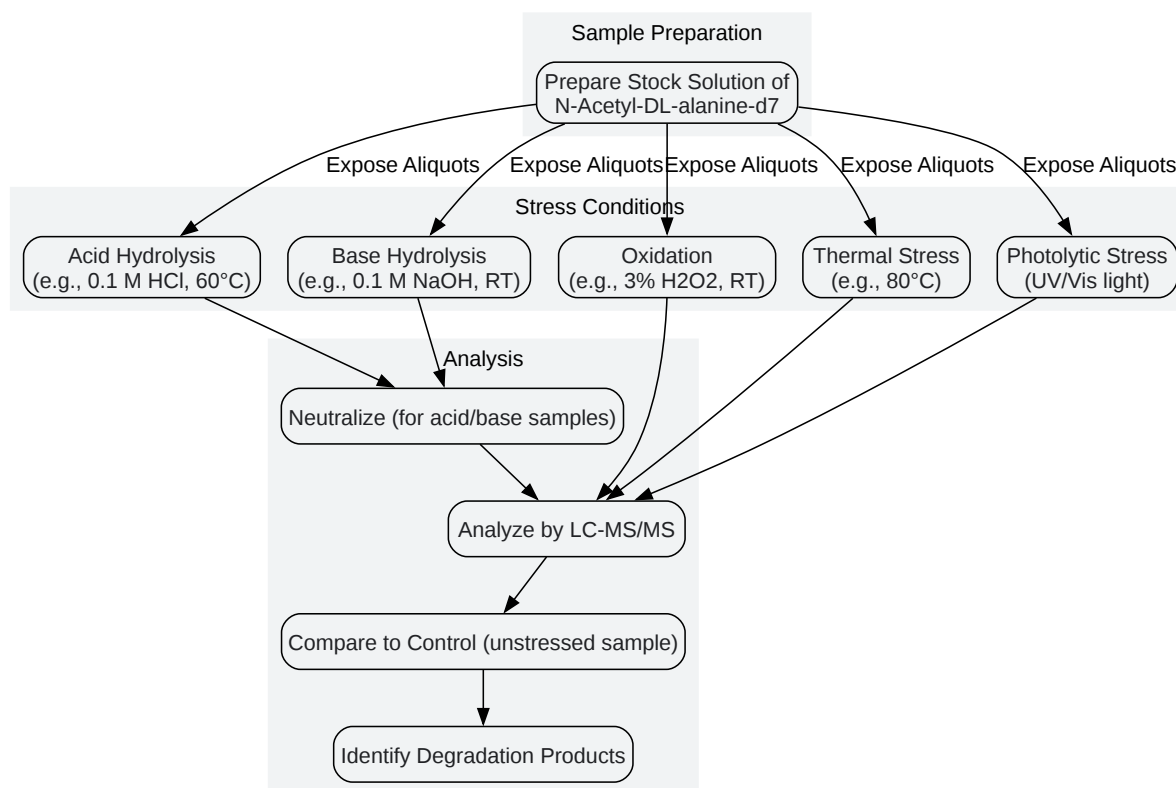 Sample Preparation
Prepare Stock Solution of
N-Acetyl-DL-alanine-d7
Expose Aliquots
Expose Aliquots
Expose Aliquots
Expose Aliquots
Expose Aliquots
Stress Conditions
Acid Hydrolysis
(e.g., 0.1 M HCl, 60°C)
Base Hydrolysis
(e.g., 0.1 M NaOH, RT)
Oxidation
(e.g., 3% H2O2, RT)
Thermal Stress
(e.g., 80°C)
Photolytic Stress
(UV/Vis light)
Analysis
Neutralize (for acid/base samples)
Analyze by LC-MS/MS
Compare to Control (unstressed sample)
Identify Degradation Products